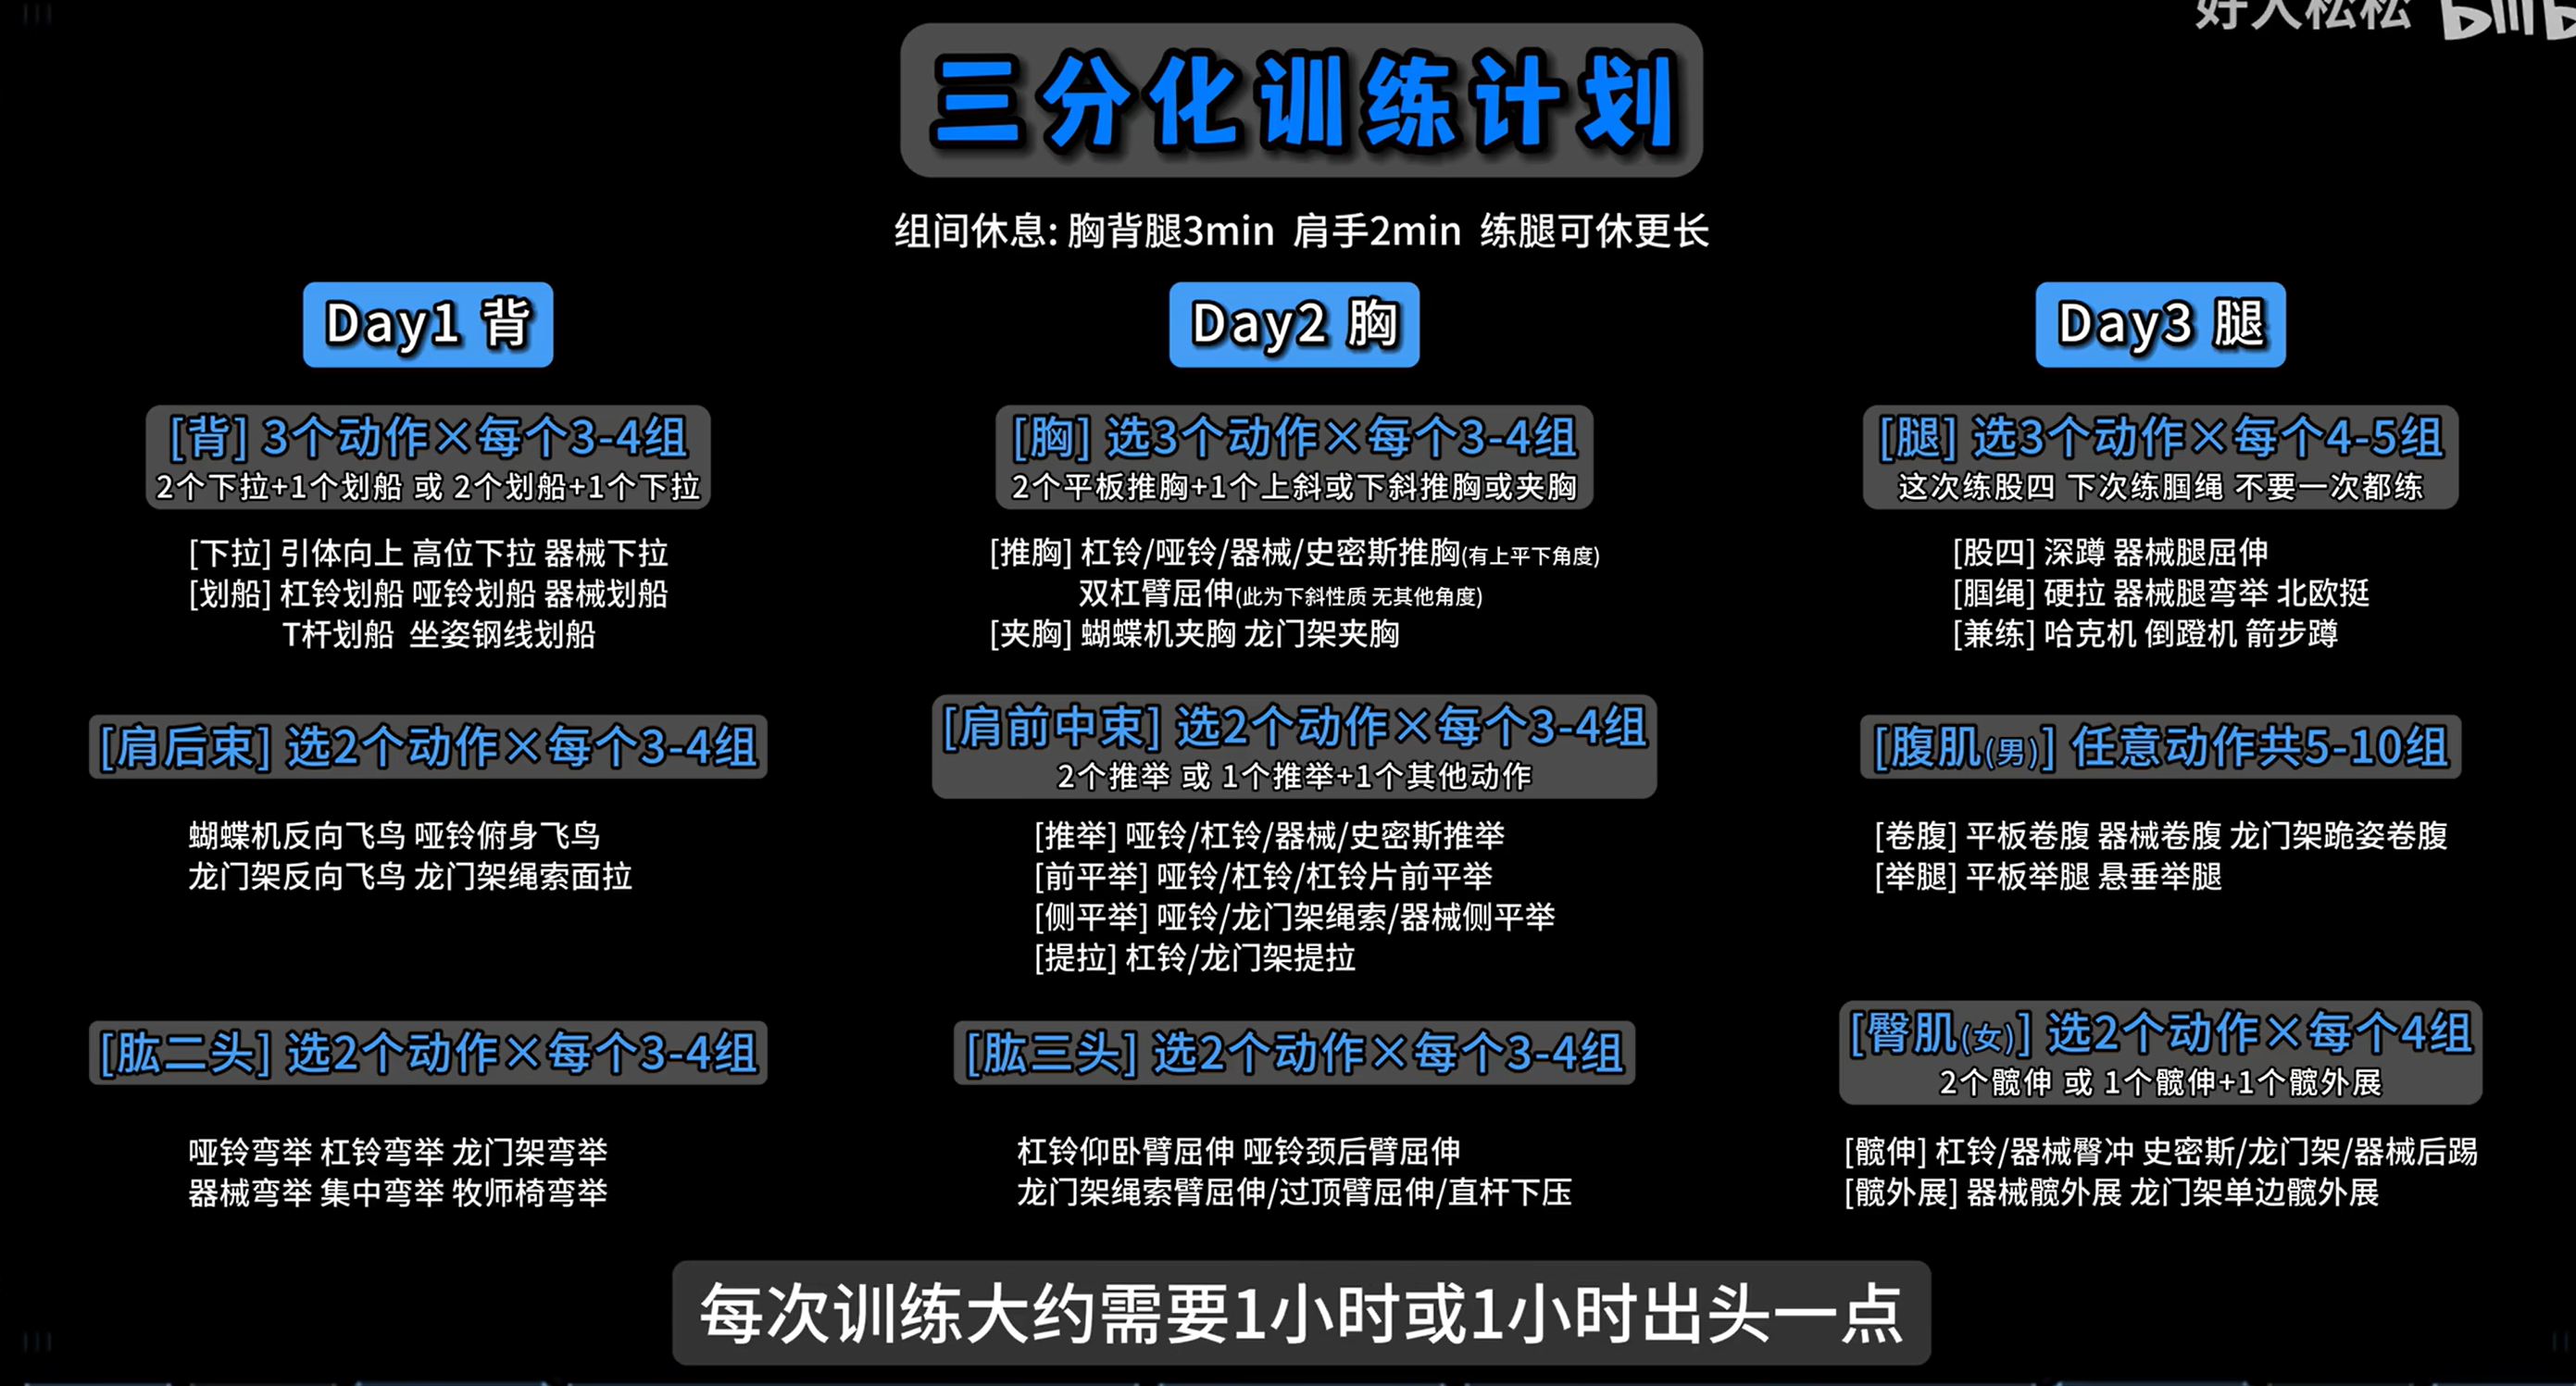 好人松松
三分化训练计划
组间休息: 胸背腿3min 肩手2min 练腿可休更长
Day1 背
[背] 3个动作×每个3-4组
2个下拉+1个划船 或 2个划船+1个下拉
[下拉] 引体向上 高位下拉 器械下拉
[划船] 杠铃划船 哑铃划船 器械划船
T杆划船 坐姿钢线划船
[肩后束] 选2个动作×每个3-4组
蝴蝶机反向飞鸟 哑铃俯身飞鸟
龙门架反向飞鸟 龙门架绳索面拉
[肱二头] 选2个动作×每个3-4组
哑铃弯举 杠铃弯举 龙门架弯举
器械弯举 集中弯举 牧师椅弯举
Day2 胸
[胸] 选3个动作×每个3-4组
2个平板推胸+1个上斜或下斜推胸或夹胸
[推胸] 杠铃/哑铃/器械/史密斯推胸(有上平下角度)
双杠臂屈伸(此为下斜性质 无其他角度)
[夹胸] 蝴蝶机夹胸 龙门架夹胸
[肩前中束] 选2个动作×每个3-4组
2个推举 或 1个推举+1个其他动作
[推举] 哑铃/杠铃/器械/史密斯推举
[前平举] 哑铃/杠铃/杠铃片前平举
[侧平举] 哑铃/龙门架绳索/器械侧平举
[提拉] 杠铃/龙门架提拉
[肱三头] 选2个动作×每个3-4组
杠铃仰卧臂屈伸 哑铃颈后臂屈伸
龙门架绳索臂屈伸/过顶臂屈伸/直杆下压
Day3 腿
[腿] 选3个动作×每个4-5组
这次练股四 下次练腘绳 不要一次都练
[股四] 深蹲 器械腿屈伸
[腘绳] 硬拉 器械腿弯举 北欧挺
[兼练] 哈克机 倒蹬机 箭步蹲
[腹肌(男)] 任意动作共5-10组
[卷腹] 平板卷腹 器械卷腹 龙门架跪姿卷腹
[举腿] 平板举腿 悬垂举腿
[臀肌(女)] 选2个动作×每个4组
2个髋伸 或 1个髋伸+1个髋外展
[髋伸] 杠铃/器械臀冲 史密斯/龙门架/器械后踢
[髋外展] 器械髋外展 龙门架单边髋外展
每次训练大约需要1小时或1小时出头一点